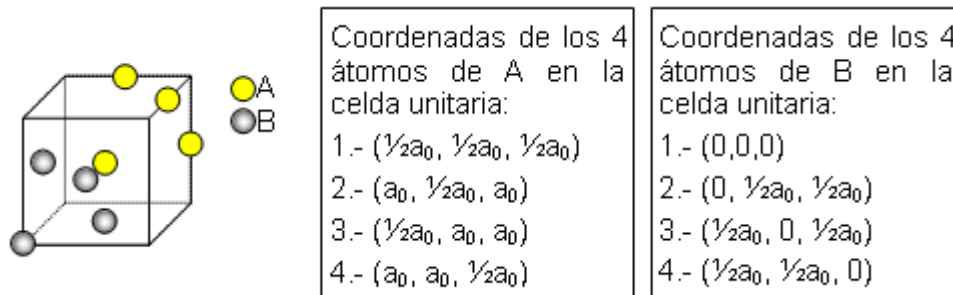 A
B
Coordenadas de los 4
átomos de A en la
celda unitaria:
1.- (½a₀, ½a₀, ½a₀)
2.- (a₀, ½a₀, a₀)
3.- (½a₀, a₀, a₀)
4.- (a₀, a₀, ½a₀)
Coordenadas de los 4
átomos de B en la
celda unitaria:
1.- (0,0,0)
2.- (0, ½a₀, ½a₀)
3.- (½a₀, 0, ½a₀)
4.- (½a₀, ½a₀, 0)